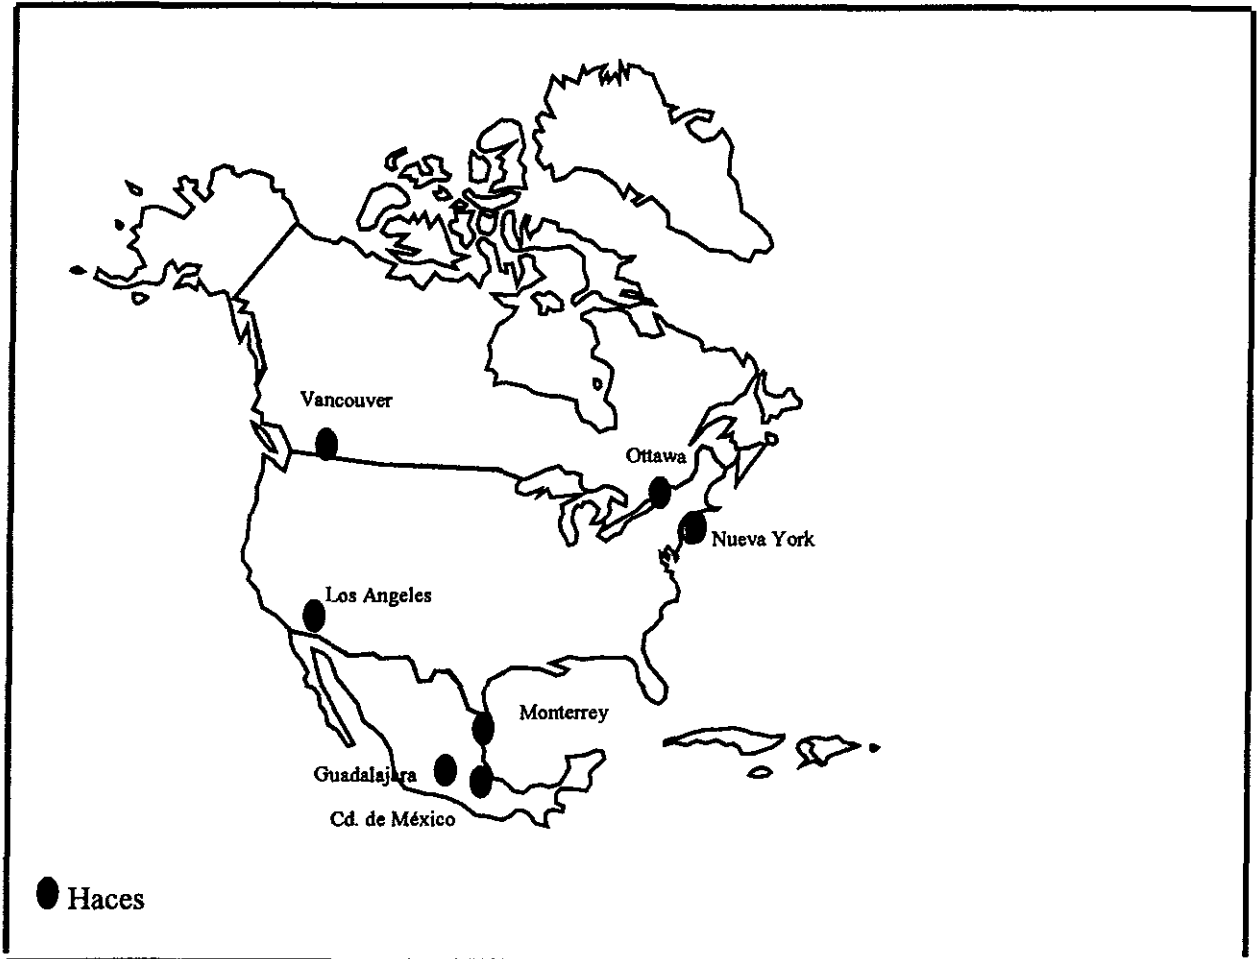 Vancouver
Ottawa
Nueva York
Los Angeles
Monterrey
Guadalajara
Cd. de México
Haces